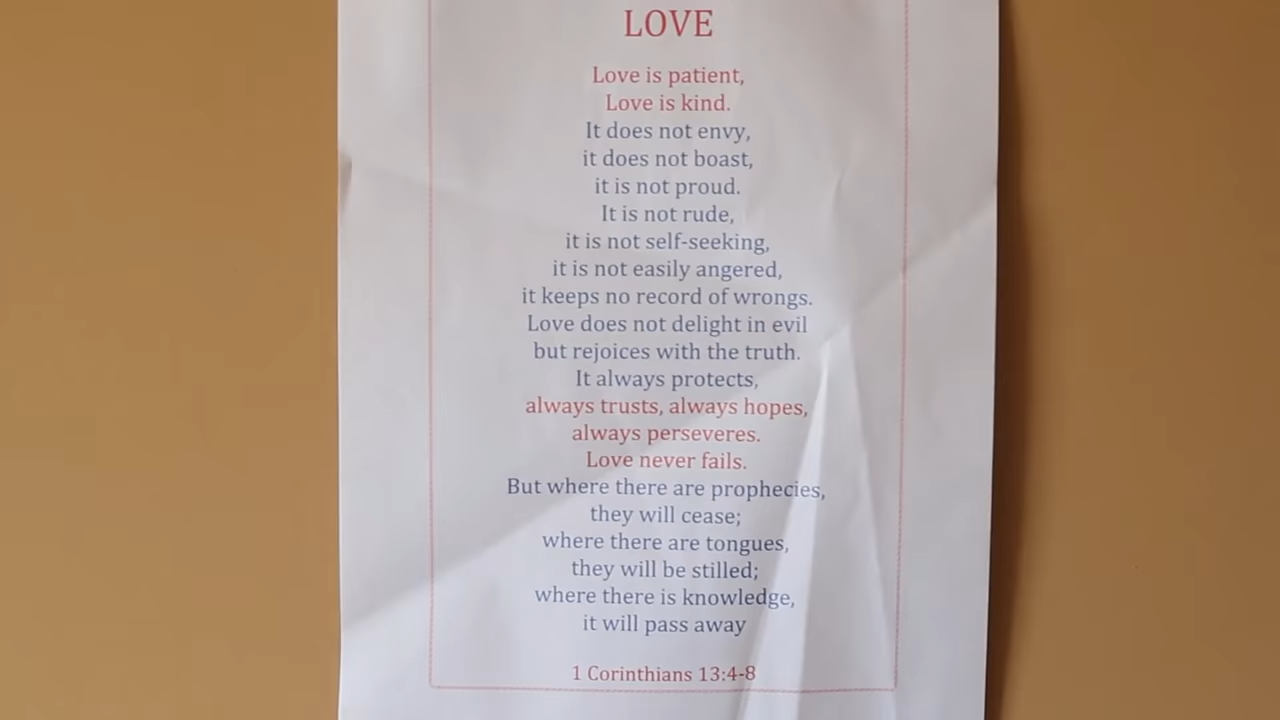 LOVE
Love is patient,
Love is kind.
It does not envy,
it does not boast,
it is not proud.
It is not rude,
it is not self-seeking,
it is not easily angered,
it keeps no record of wrongs.
Love does not delight in evil
but rejoices with the truth.
It always protects,
always trusts, always hopes,
always perseveres.
Love never fails.
But where there are prophecies,
they will cease;
where there are tongues,
they will be stilled;
where there is knowledge,
it will pass away
1 Corinthians 13:4-8